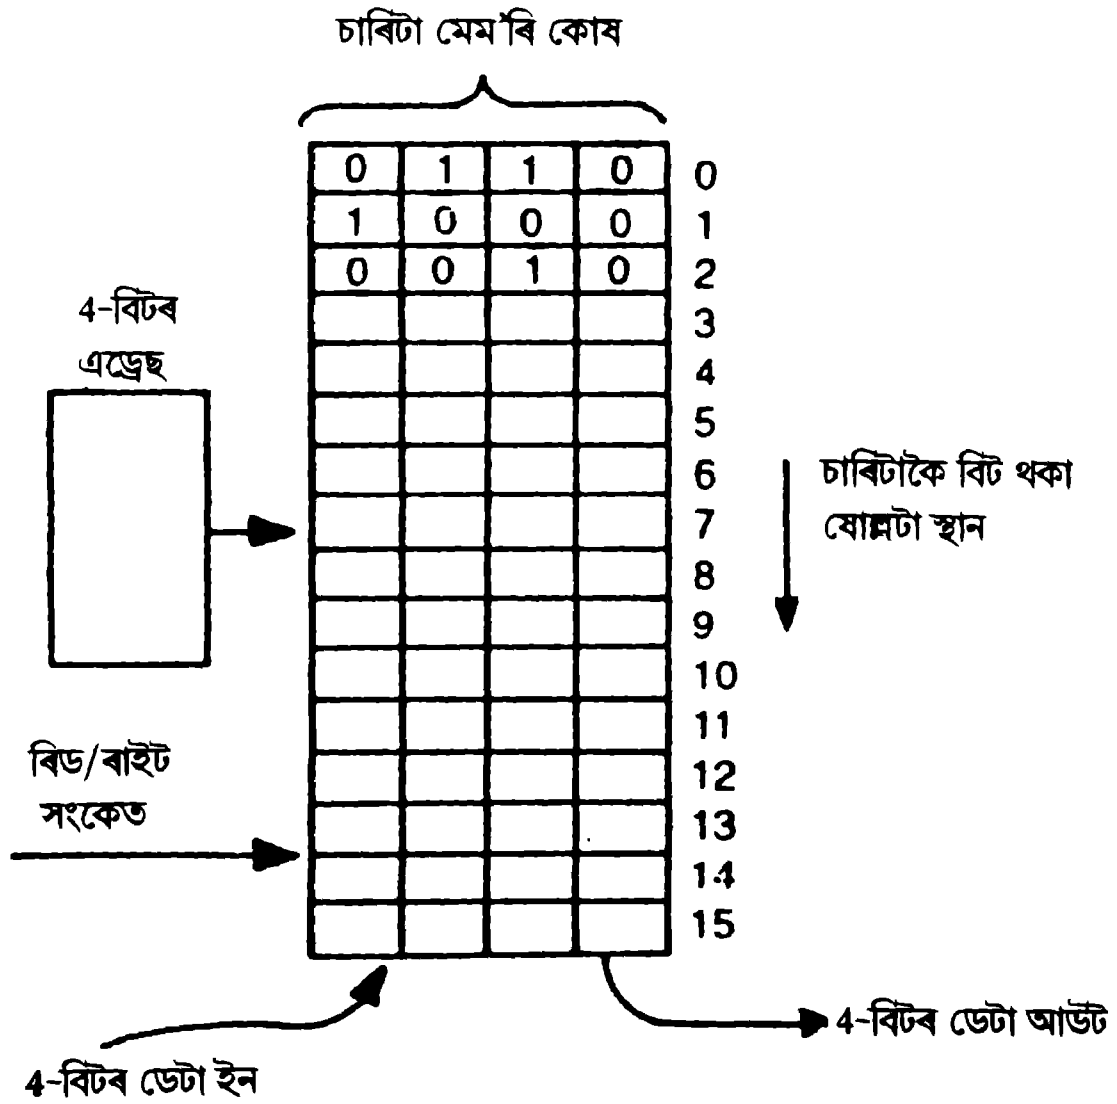 চাৰিটা মেম'ৰি কোষ
0 1 1 0 0
1 0 0 0 1
0 0 1 0 2
3
4
5
6
7
8
9
10
11
12
13
14
15
4-বিটৰ
এড্ৰেছ
চাৰিটাকৈ বিট থকা
ষোল্লটা স্থান
ৰিড/ৰাইট
সংকেত
4-বিটৰ ডেটা ইন
4-বিটৰ ডেটা আউট